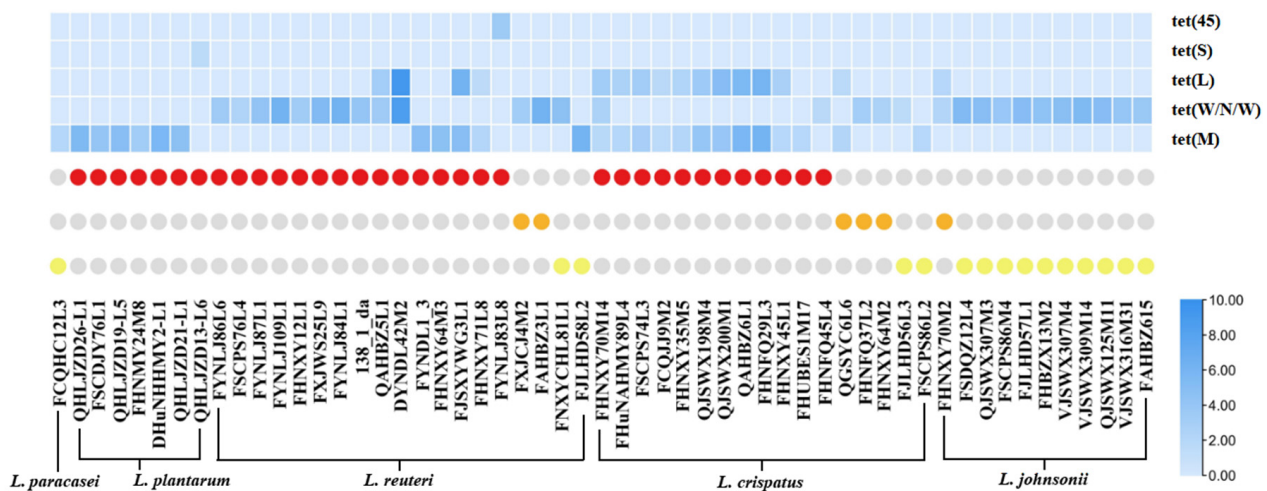 tet(45)
tet(S)
tet(L)
tet(W/N/W)
tet(M)
FCQHC12L3
QHLJZD26-L1
FSCDJY76L1
QHLJZD19-L5
FHNMY24M8
DHuNHHMY2-L1
QHLJZD21-L1
QHLJZD13-L6
FYNLJ86L6
FSCPS76L4
FYNLJ87L1
FYNLJ109L1
FHNXY12L1
FXJWS25L9
FYNLJ84L1
138_1_da
QAHBZ5L1
DYNDL42M2
FYNDL1_3
FHNXY64M3
FJSXYWG3L1
FHNXY71L8
FYNLJ83L8
FXJCJ4M2
FAHBZ3L1
FNXYCHL81L1
FJLHD58L2
FHNXY70M14
FHuNAHMY89L4
FSCPS74L3
FCQJJ9M2
FHNXY35M5
QJSWX198M4
QJSWX200M1
QAHBZ6L1
FHNFQ29L3
FHNXY45L1
FHUBES1M17
FHNFQ45L4
QGSYC6L6
FHNFQ37L2
FHNXY64M2
FJLHD56L3
FSCPS86L2
FHNXY70M2
FSDQZ12L4
QJSWX307M3
FSCPS86M4
FJLHD57L1
FHBZX13M2
VJSWX307M4
VJSWX309M14
QJSWX125M11
VJSWX316M31
FAHBZ615
10.00
8.00
6.00
4.00
2.00
0.00
L. paracasei
L. plantarum
L. reuteri
L. crispatus
L. johnsonii